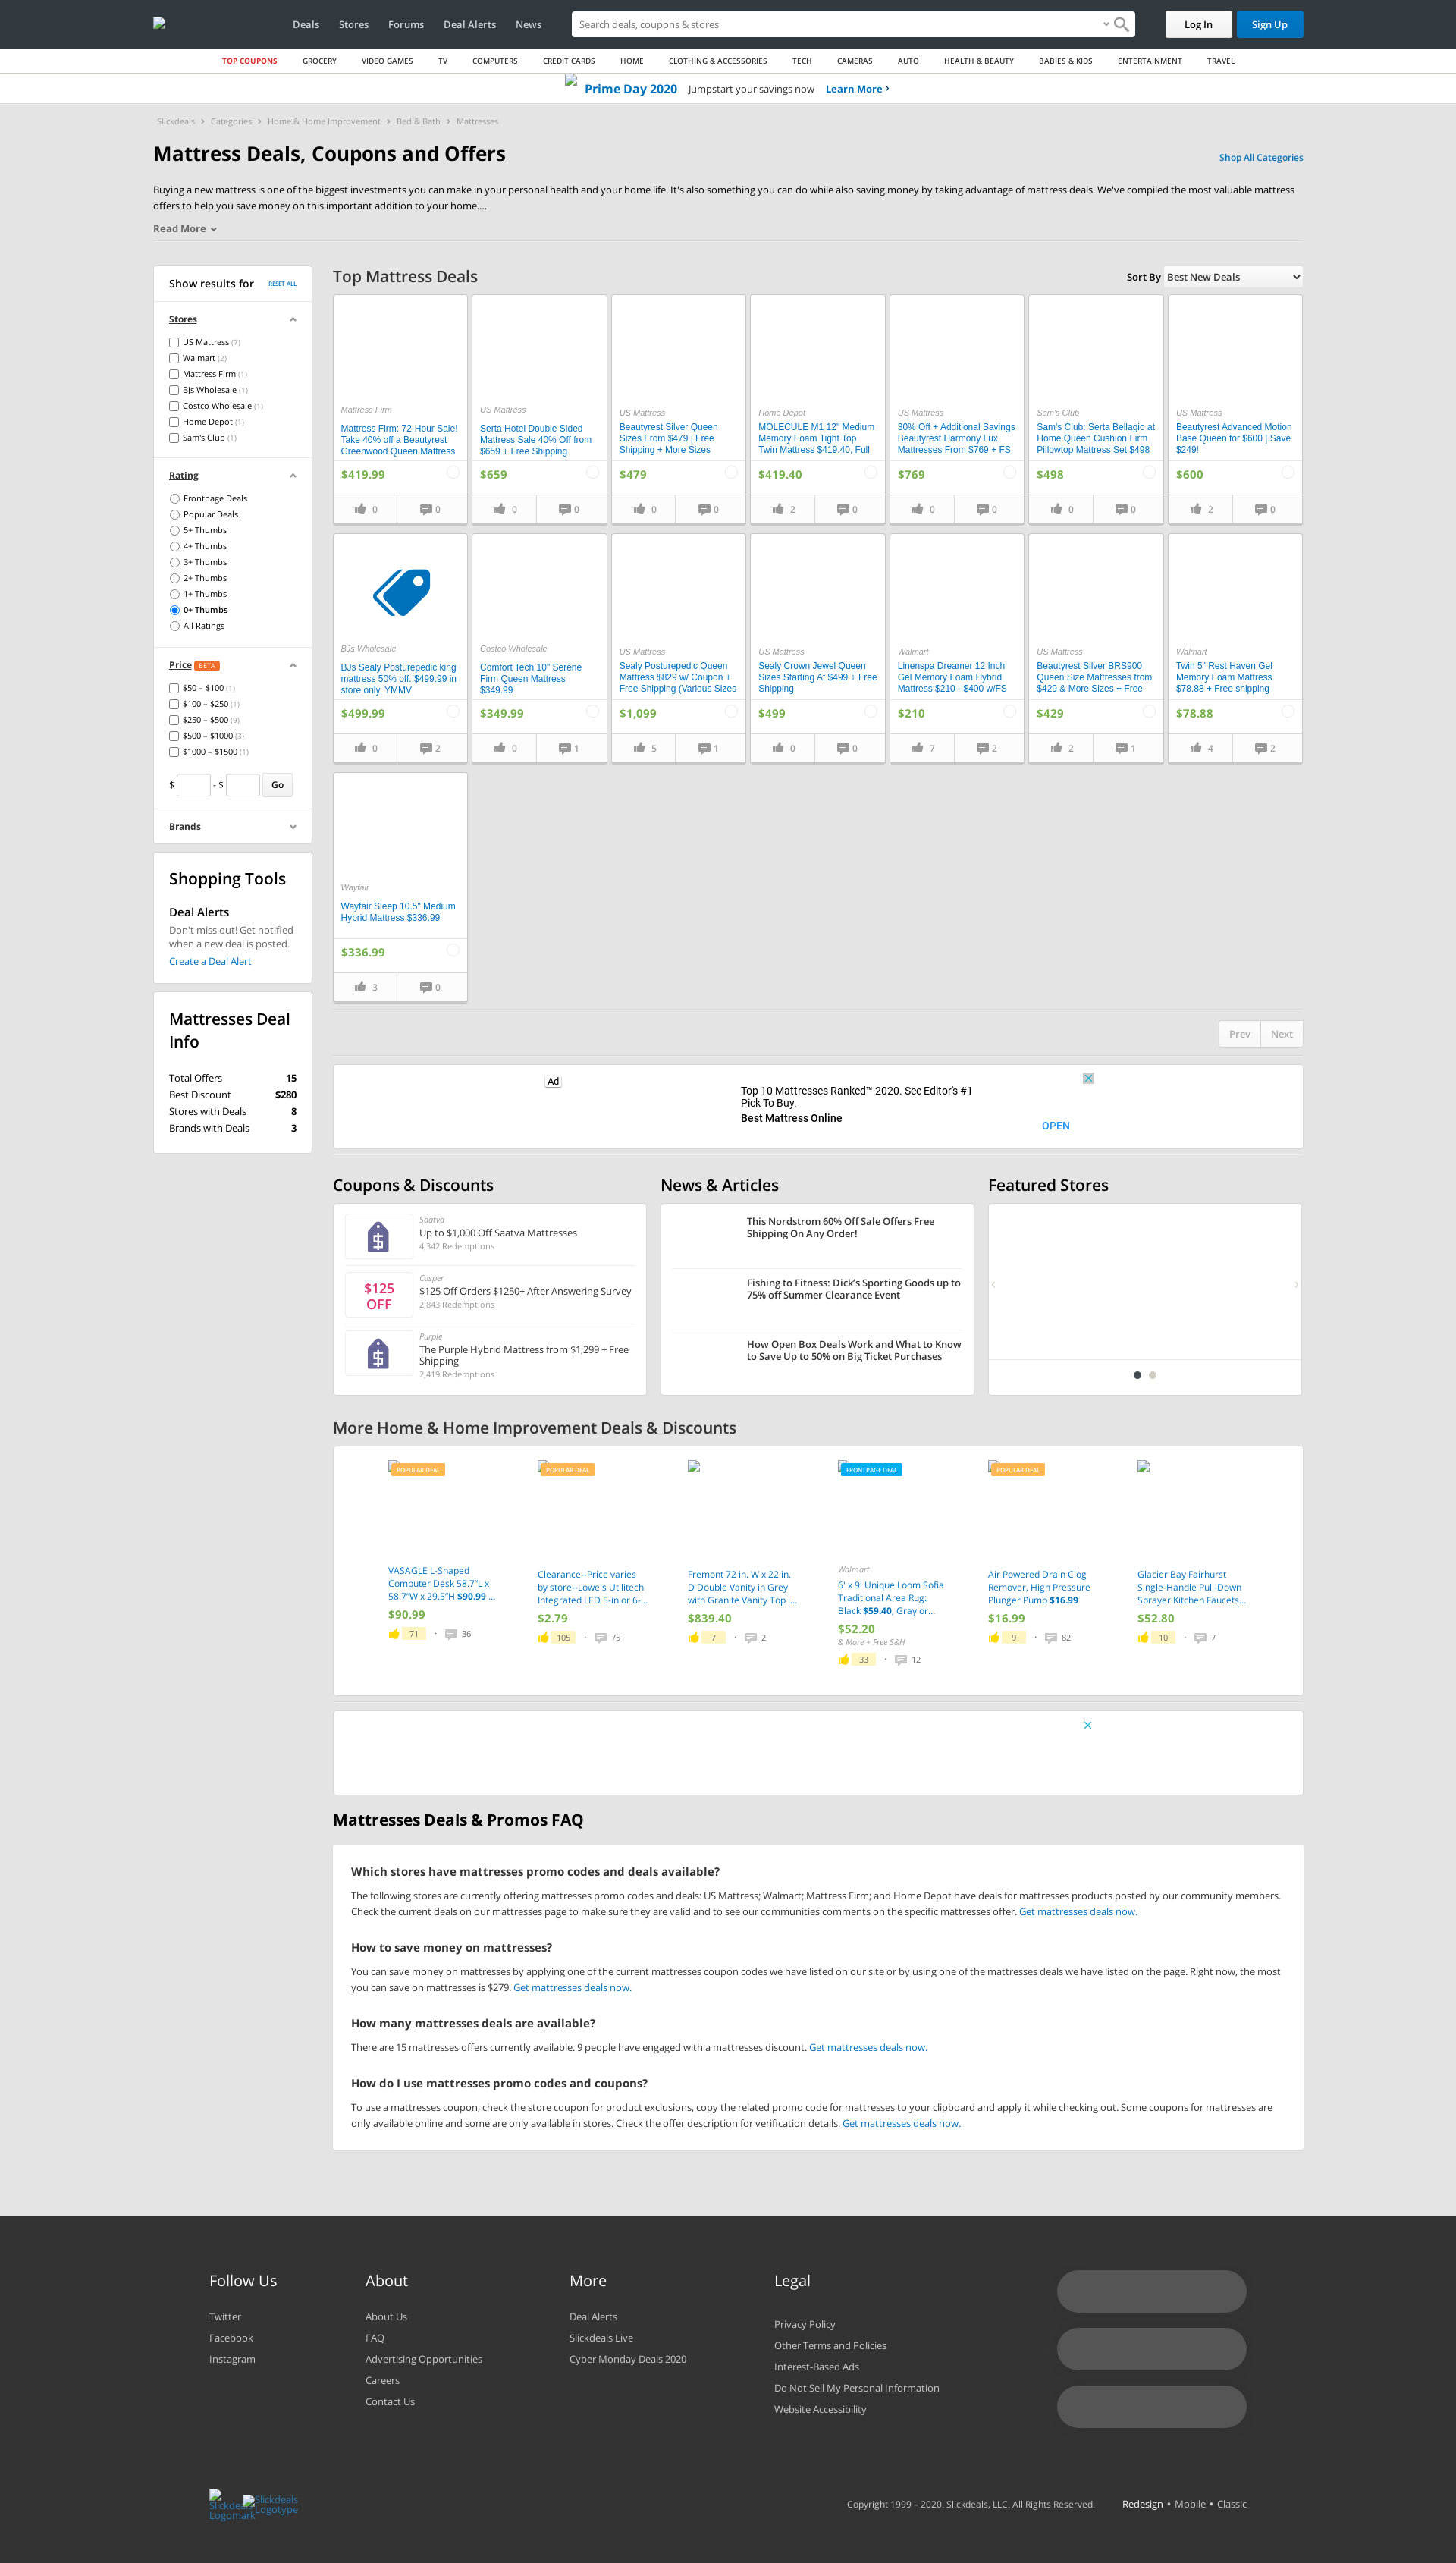 Deals
Stores
Forums
Deal Alerts
News
Search deals, coupons & stores
Log In
Sign Up
TOP COUPONS
GROCERY
VIDEO GAMES
TV
COMPUTERS
CREDIT CARDS
HOME
CLOTHING & ACCESSORIES
TECH
CAMERAS
AUTO
HEALTH & BEAUTY
BABIES & KIDS
ENTERTAINMENT
TRAVEL
Prime Day 2020 Jumpstart your savings now Learn More ›
Slickdeals › Categories › Home & Home Improvement › Bed & Bath › Mattresses
Mattress Deals, Coupons and Offers
Shop All Categories
Buying a new mattress is one of the biggest investments you can make in your personal health and your home life. It's also something you can do while also saving money by taking advantage of mattress deals. We've compiled the most valuable mattress
offers to help you save money on this important addition to your home....
Read More
Show results for
RESET ALL
Stores
US Mattress (7)
Walmart (2)
Mattress Firm (1)
BJs Wholesale (1)
Costco Wholesale (1)
Home Depot (1)
Sam's Club (1)
Rating
Frontpage Deals
Popular Deals
5+ Thumbs
4+ Thumbs
3+ Thumbs
2+ Thumbs
1+ Thumbs
0+ Thumbs
All Ratings
Price BETA
$50 – $100 (1)
$100 – $250 (1)
$250 – $500 (9)
$500 – $1000 (3)
$1000 – $1500 (1)
$ - $ Go
Brands
Shopping Tools
Deal Alerts
Don't miss out! Get notified
when a new deal is posted.
Create a Deal Alert
Mattresses Deal
Info
Total Offers 15
Best Discount $280
Stores with Deals 8
Brands with Deals 3
Top Mattress Deals
Sort By Best New Deals
Mattress Firm
Mattress Firm: 72-Hour Sale!
Take 40% off a Beautyrest
Greenwood Queen Mattress
$419.99
0 0
US Mattress
Serta Hotel Double Sided
Mattress Sale 40% Off from
$659 + Free Shipping
$659
0 0
US Mattress
Beautyrest Silver Queen
Sizes From $479 | Free
Shipping + More Sizes
$479
0 0
Home Depot
MOLECULE M1 12" Medium
Memory Foam Tight Top
Twin Mattress $419.40, Full
$419.40
2 0
US Mattress
30% Off + Additional Savings
Beautyrest Harmony Lux
Mattresses From $769 + FS
$769
0 0
Sam's Club
Sam's Club: Serta Bellagio at
Home Queen Cushion Firm
Pillowtop Mattress Set $498
$498
0 0
US Mattress
Beautyrest Advanced Motion
Base Queen for $600 | Save
$249!
$600
2 0
BJs Wholesale
BJs Sealy Posturepedic king
mattress 50% off. $499.99 in
store only. YMMV
$499.99
0 2
Costco Wholesale
Comfort Tech 10" Serene
Firm Queen Mattress
$349.99
$349.99
0 1
US Mattress
Sealy Posturepedic Queen
Mattress $829 w/ Coupon +
Free Shipping (Various Sizes
$1,099
5 1
US Mattress
Sealy Crown Jewel Queen
Sizes Starting At $499 + Free
Shipping
$499
0 0
Walmart
Linenspa Dreamer 12 Inch
Gel Memory Foam Hybrid
Mattress $210 - $400 w/FS
$210
7 2
US Mattress
Beautyrest Silver BRS900
Queen Size Mattresses from
$429 & More Sizes + Free
$429
2 1
Walmart
Twin 5" Rest Haven Gel
Memory Foam Mattress
$78.88 + Free shipping
$78.88
4 2
Wayfair
Wayfair Sleep 10.5" Medium
Hybrid Mattress $336.99
$336.99
3 0
Prev
Next
Ad
Top 10 Mattresses Ranked™ 2020. See Editor's #1
Pick To Buy.
Best Mattress Online
OPEN
Coupons & Discounts
Saatva
Up to $1,000 Off Saatva Mattresses
4,342 Redemptions
$125
OFF
Casper
$125 Off Orders $1250+ After Answering Survey
2,843 Redemptions
Purple
The Purple Hybrid Mattress from $1,299 + Free
Shipping
2,419 Redemptions
News & Articles
This Nordstrom 60% Off Sale Offers Free
Shipping On Any Order!
Fishing to Fitness: Dick's Sporting Goods up to
75% off Summer Clearance Event
How Open Box Deals Work and What to Know
to Save Up to 50% on Big Ticket Purchases
Featured Stores
More Home & Home Improvement Deals & Discounts
POPULAR DEAL
VASAGLE L-Shaped
Computer Desk 58.7"L x
58.7"W x 29.5"H $90.99 ...
$90.99
71 · 36
POPULAR DEAL
Clearance--Price varies
by store--Lowe's Utilitech
Integrated LED 5-in or 6-...
$2.79
105 · 75
Fremont 72 in. W x 22 in.
D Double Vanity in Grey
with Granite Vanity Top i...
$839.40
7 · 2
FRONTPAGE DEAL
Walmart
6' x 9' Unique Loom Sofia
Traditional Area Rug:
Black $59.40, Gray or...
$52.20
& More + Free S&H
33 · 12
POPULAR DEAL
Air Powered Drain Clog
Remover, High Pressure
Plunger Pump $16.99
$16.99
9 · 82
Glacier Bay Fairhurst
Single-Handle Pull-Down
Sprayer Kitchen Faucets...
$52.80
10 · 7
Mattresses Deals & Promos FAQ
Which stores have mattresses promo codes and deals available?
The following stores are currently offering mattresses promo codes and deals: US Mattress; Walmart; Mattress Firm; and Home Depot have deals for mattresses products posted by our community members.
Check the current deals on our mattresses page to make sure they are valid and to see our communities comments on the specific mattresses offer. Get mattresses deals now.
How to save money on mattresses?
You can save money on mattresses by applying one of the current mattresses coupon codes we have listed on our site or by using one of the mattresses deals we have listed on the page. Right now, the most
you can save on mattresses is $279. Get mattresses deals now.
How many mattresses deals are available?
There are 15 mattresses offers currently available. 9 people have engaged with a mattresses discount. Get mattresses deals now.
How do I use mattresses promo codes and coupons?
To use a mattresses coupon, check the store coupon for product exclusions, copy the related promo code for mattresses to your clipboard and apply it while checking out. Some coupons for mattresses are
only available online and some are only available in stores. Check the offer description for verification details. Get mattresses deals now.
Follow Us
Twitter
Facebook
Instagram
About
About Us
FAQ
Advertising Opportunities
Careers
Contact Us
More
Deal Alerts
Slickdeals Live
Cyber Monday Deals 2020
Legal
Privacy Policy
Other Terms and Policies
Interest-Based Ads
Do Not Sell My Personal Information
Website Accessibility
Slickdeals
Logomark
Slickdeals
Logotype
Copyright 1999 – 2020. Slickdeals, LLC. All Rights Reserved.
Redesign • Mobile • Classic